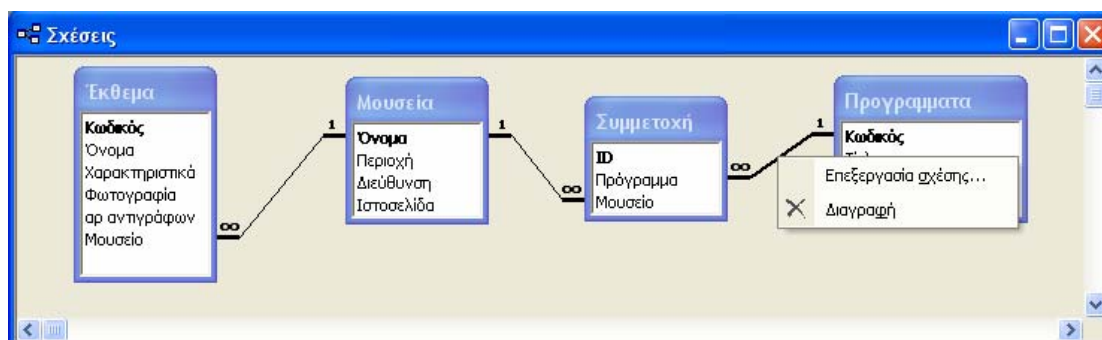 Σχέσεις
Έκθεμα
Κωδικός
Όνομα
Χαρακτηριστικά
Φωτογραφία
αρ αντιγράφων
Μουσείο
∞
1
Μουσεία
Όνομα
Περιοχή
Διεύθυνση
Ιστοσελίδα
1
∞
Συμμετοχή
ID
Πρόγραμμα
Μουσείο
∞
1
Προγραμματα
Κωδικός
Επεξεργασία σχέσης...
Διαγραφή